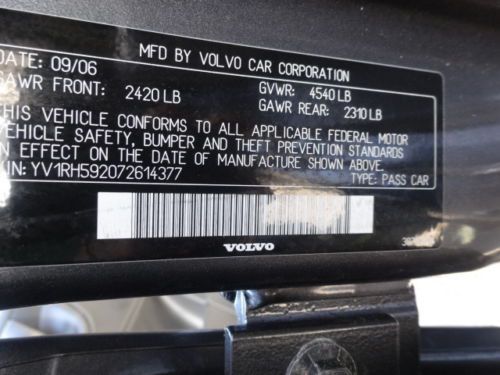 MFD BY VOLVO CAR CORPORATION
DATE: 09/06
GAWR FRONT: 2420 LB GVWR: 4540 LB
GAWR REAR: 2310 LB
THIS VEHICLE CONFORMS TO ALL APPLICABLE FEDERAL MOTOR
VEHICLE SAFETY, BUMPER AND THEFT PREVENTION STANDARDS
IN EFFECT ON THE DATE OF MANUFACTURE SHOWN ABOVE.
IN: YV1RH592072614377 TYPE: PASS CAR
VOLVO